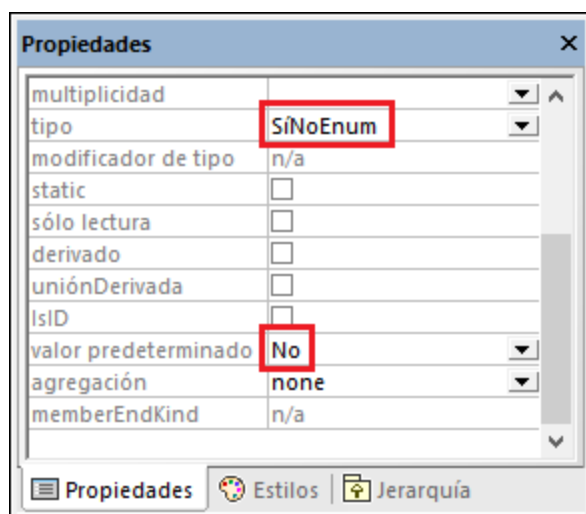 Propiedades
multiplicidad
tipo SíNoEnum
modificador de tipo n/a
static
sólo lectura
derivado
uniónDerivada
IsID
valor predeterminado No
agregación none
memberEndKind n/a
Propiedades Estilos Jerarquía